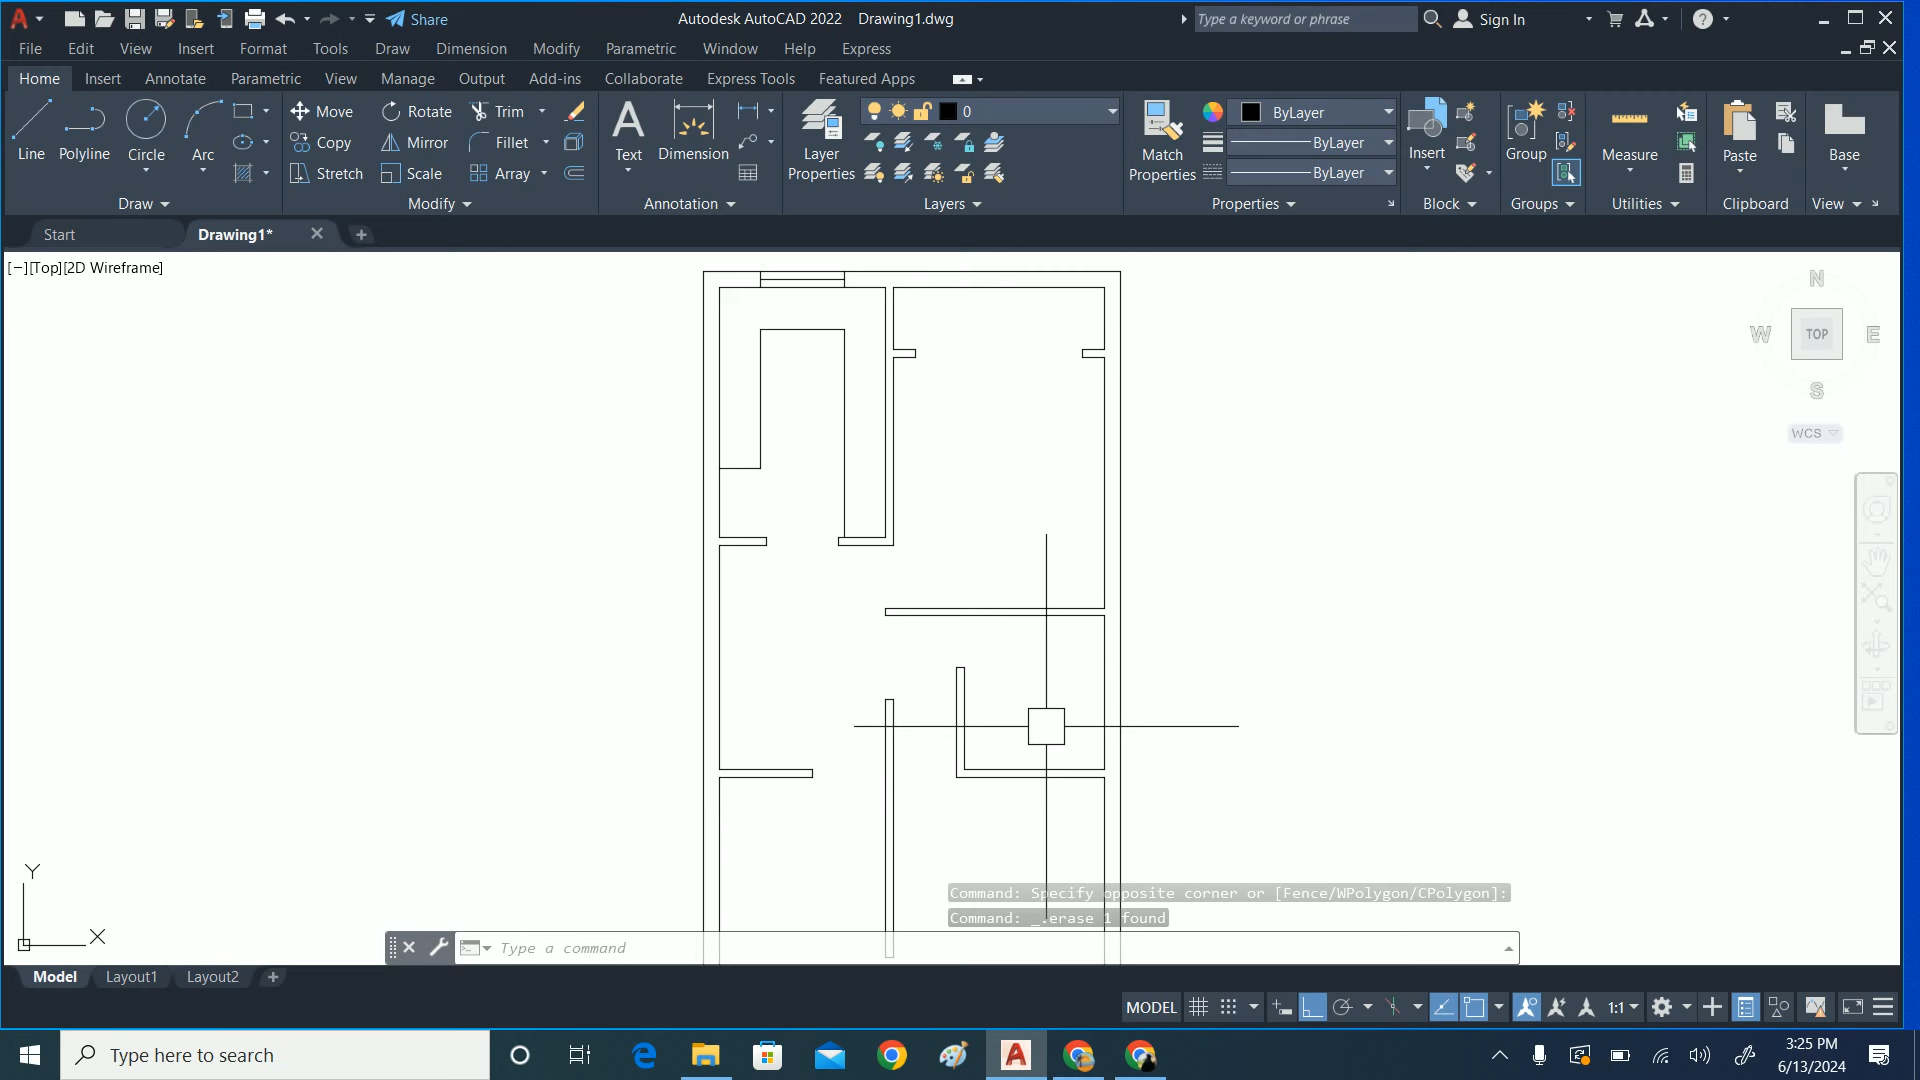 Share
Autodesk AutoCAD 2022 Drawing1.dwg
Type a keyword or phrase
Sign In
File Edit View Insert Format Tools Draw Dimension Modify Parametric Window Help Express
Home Insert Annotate Parametric View Manage Output Add-ins Collaborate Express Tools Featured Apps
Line Polyline Circle Arc
Draw
Move Rotate Trim
Copy Mirror Fillet
Stretch Scale Array
Modify
Text Dimension
Annotation
Layer Properties
0
Layers
Match Properties
ByLayer
ByLayer
ByLayer
Properties
Insert
Block
Group
Groups
Measure
Utilities
Paste
Clipboard
Base
View
Start Drawing1*
[−][Top][2D Wireframe]
N
W TOP E
S
WCS
Y
X
Command: Specify opposite corner or [Fence/WPolygon/CPolygon]:
Command: _.erase 1 found
Type a command
Model Layout1 Layout2
MODEL 1:1
Type here to search
3:25 PM
6/13/2024